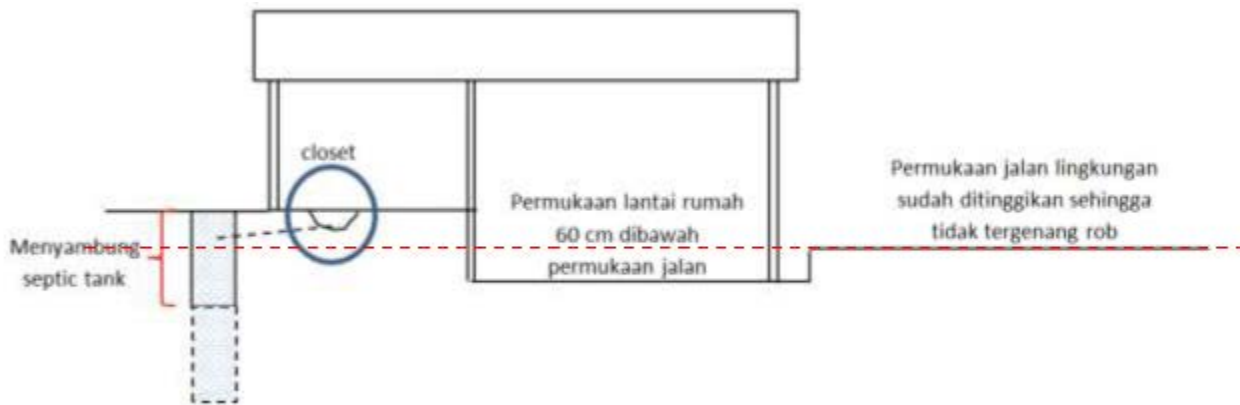 closet
Menyambung
septic tank
Permukaan lantai rumah
60 cm dibawah
permukaan jalan
Permukaan jalan lingkungan
sudah ditinggikan sehingga
tidak tergenang rob